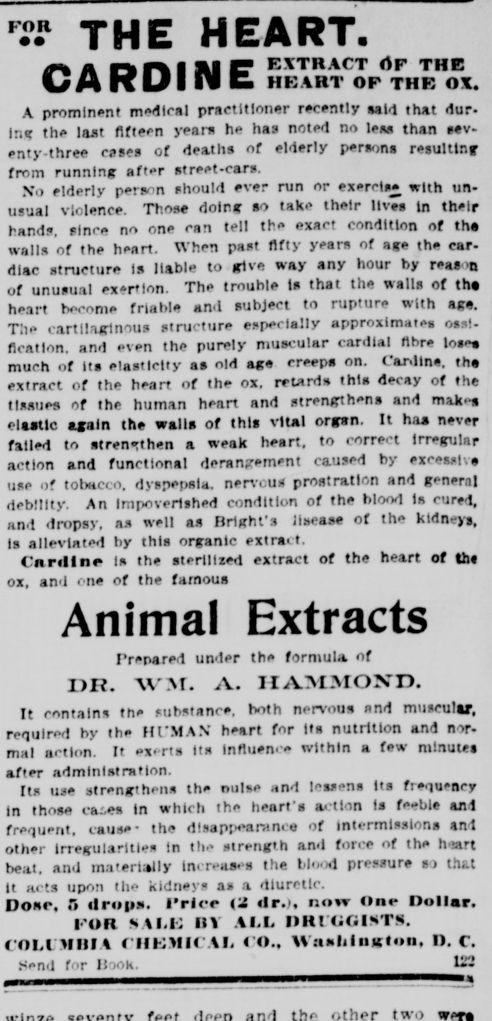 FOR THE HEART.
CARDINE EXTRACT OF THE
HEART OF THE OX.
A prominent medical practitioner recently said that dur-
ing the last fifteen years he has noted no less than sev-
enty-three cases of deaths of elderly persons resulting
from running after street-cars.
No elderly person should ever run or exercise with un-
usual violence. Those doing so take their lives in their
hands, since no one can tell the exact condition of the
walls of the heart. When past fifty years of age the car-
diac structure is liable to give way any hour by reason
of unusual exertion. The trouble is that the walls of the
heart become friable and subject to rupture with age.
The cartilaginous structure especially approximates ossi-
fication, and even the purely muscular cardial fibre loses
much of its elasticity as old age creeps on. Cardine, the
extract of the heart of the ox, retards this decay of the
tissues of the human heart and strengthens and makes
elastic again the walls of this vital organ. It has never
failed to strengthen a weak heart, to correct irregular
action and functional derangement caused by excessive
use of tobacco, dyspepsia, nervous prostration and general
debility. An impoverished condition of the blood is cured,
and dropsy, as well as Bright's disease of the kidneys,
is alleviated by this organic extract.
Cardine is the sterilized extract of the heart of the
ox, and one of the famous
Animal Extracts
Prepared under the formula of
DR. WM. A. HAMMOND.
It contains the substance, both nervous and muscular,
required by the HUMAN heart for its nutrition and nor-
mal action. It exerts its influence within a few minutes
after administration.
Its use strengthens the pulse and lessens its frequency
in those cases in which the heart's action is feeble and
frequent, cause the disappearance of intermissions and
other irregularities in the strength and force of the heart
beat, and materially increases the blood pressure so that
it acts upon the kidneys as a diuretic.
Dose, 5 drops. Price (2 dr.), now One Dollar.
FOR SALE BY ALL DRUGGISTS.
COLUMBIA CHEMICAL CO., Washington, D. C.
Send for Book. 122
winze seventy feet deep and the other two were